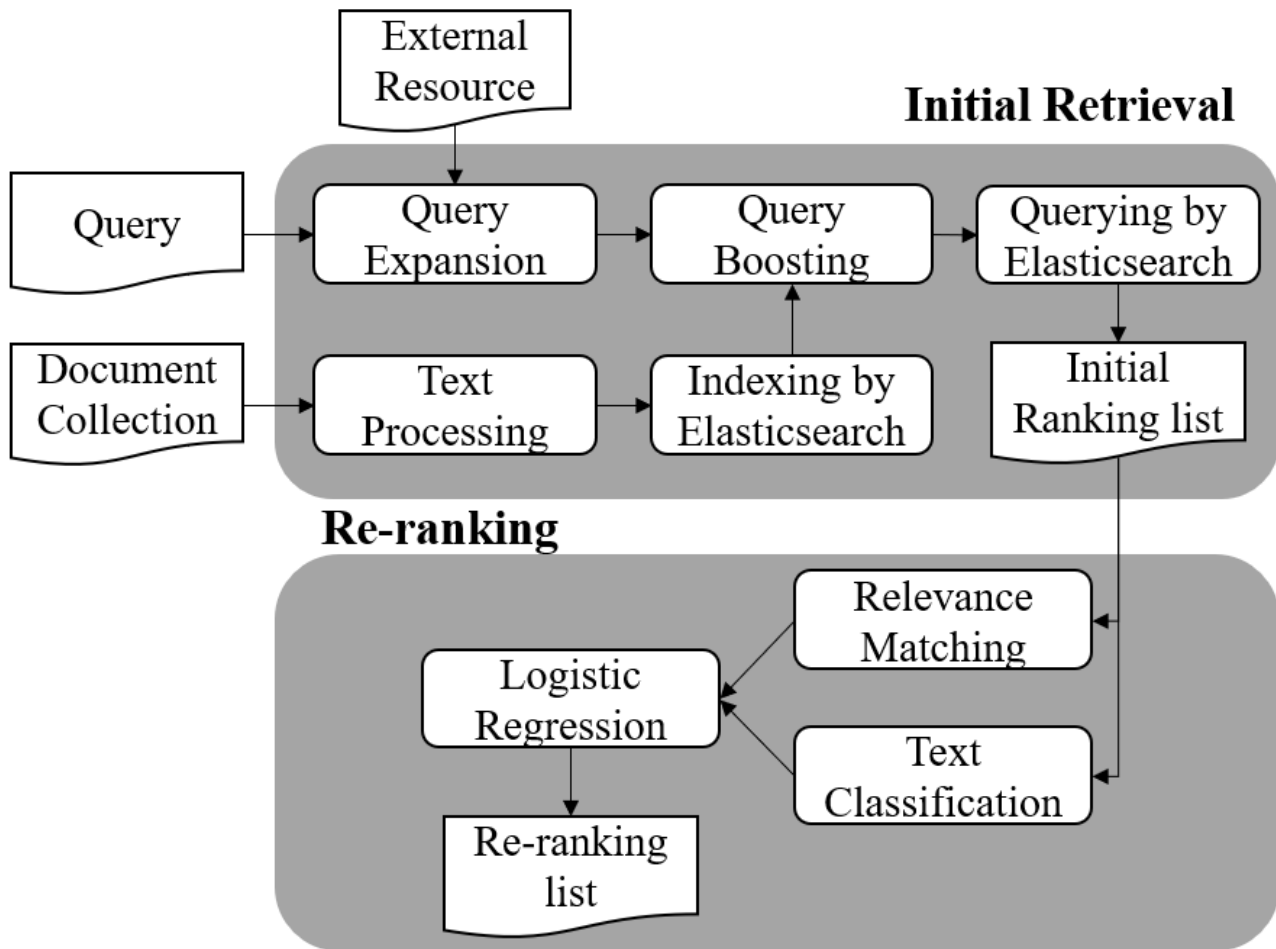 External
Resource
Initial Retrieval
Query
Query
Expansion
Query
Boosting
Querying by
Elasticsearch
Document
Collection
Text
Processing
Indexing by
Elasticsearch
Initial
Ranking list
Re-ranking
Relevance
Matching
Logistic
Regression
Text
Classification
Re-ranking
list